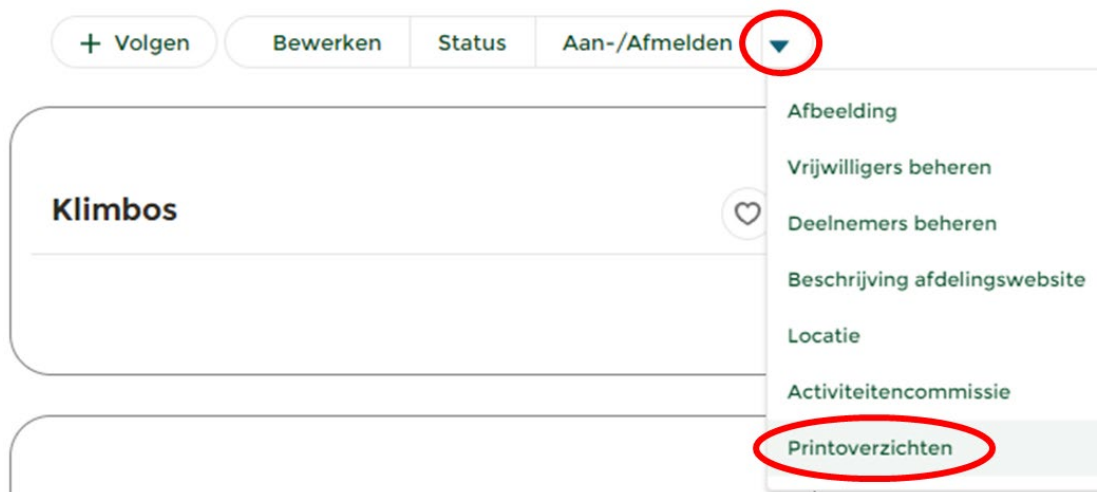 + Volgen Bewerken Status Aan-/Afmelden
Afbeelding
Vrijwilligers beheren
Klimbos
Deelnemers beheren
Beschrijving afdelingswebsite
Locatie
Activiteitencommissie
Printoverzichten